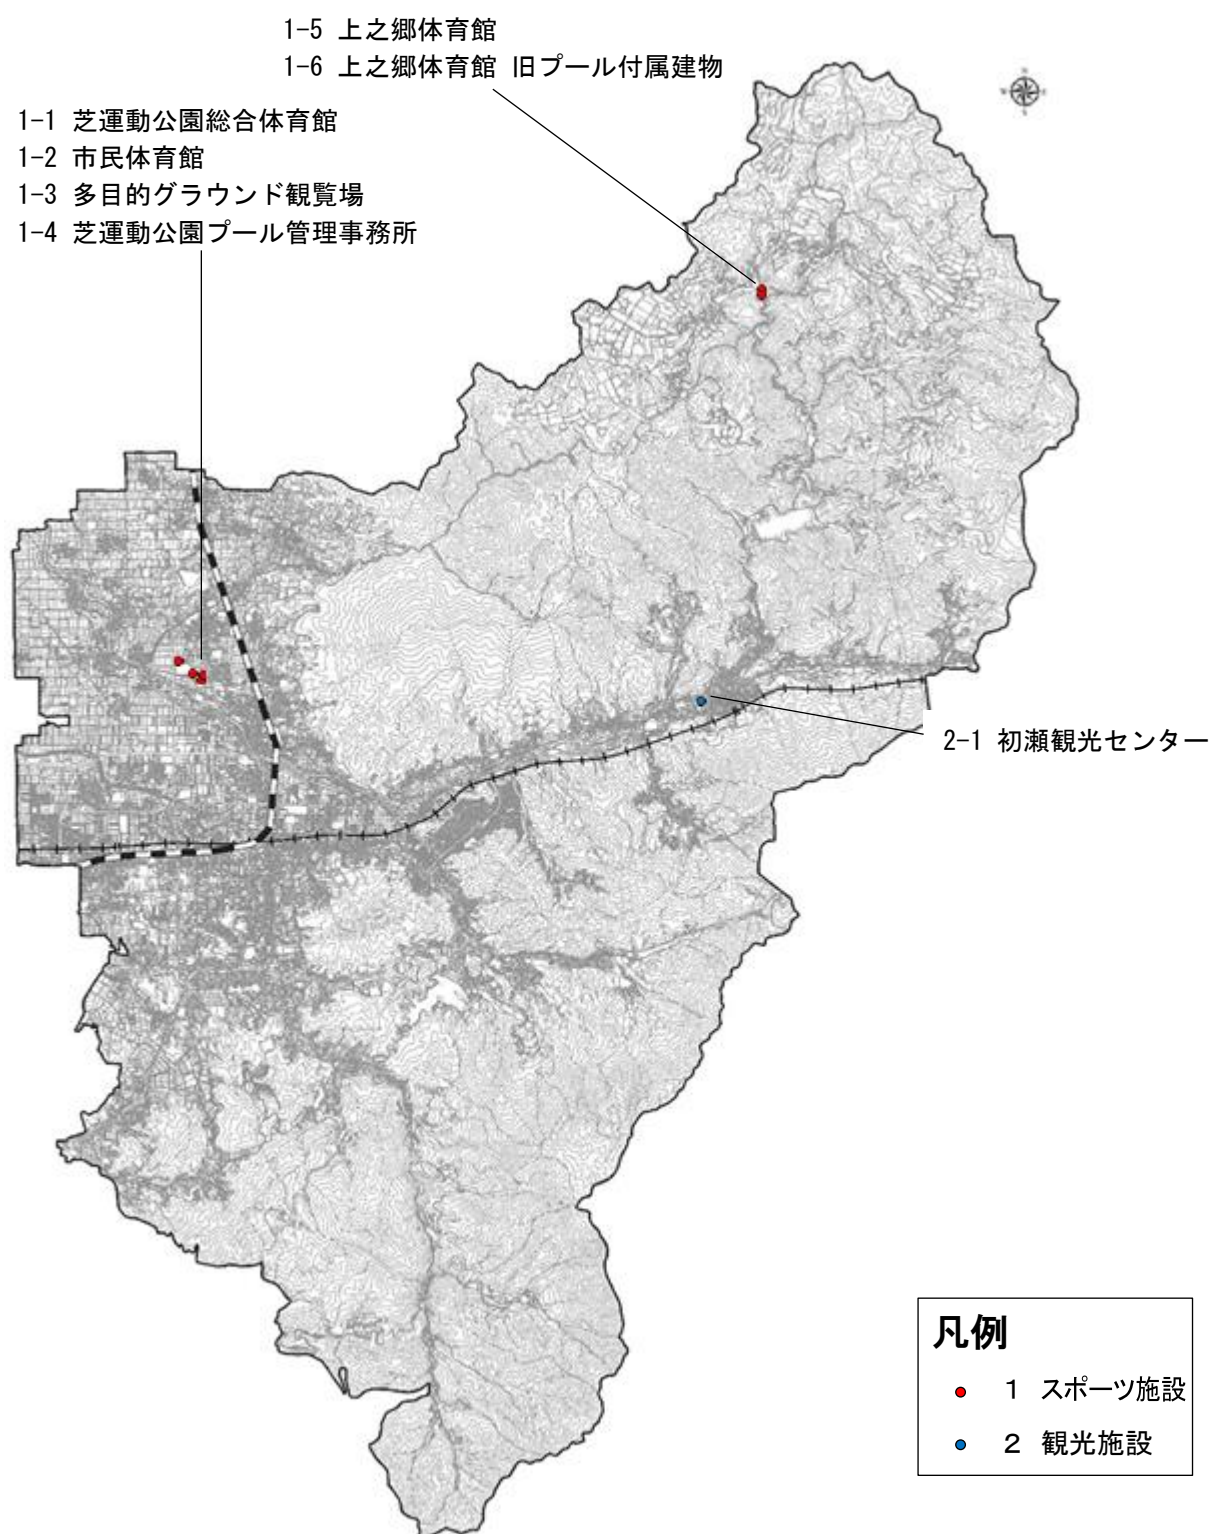 1-5 上之郷体育館
1-6 上之郷体育館 旧プール付属建物
1-1 芝運動公園総合体育館
1-2 市民体育館
1-3 多目的グラウンド観覧場
1-4 芝運動公園プール管理事務所
2-1 初瀬観光センター
凡例
1 スポーツ施設
2 観光施設